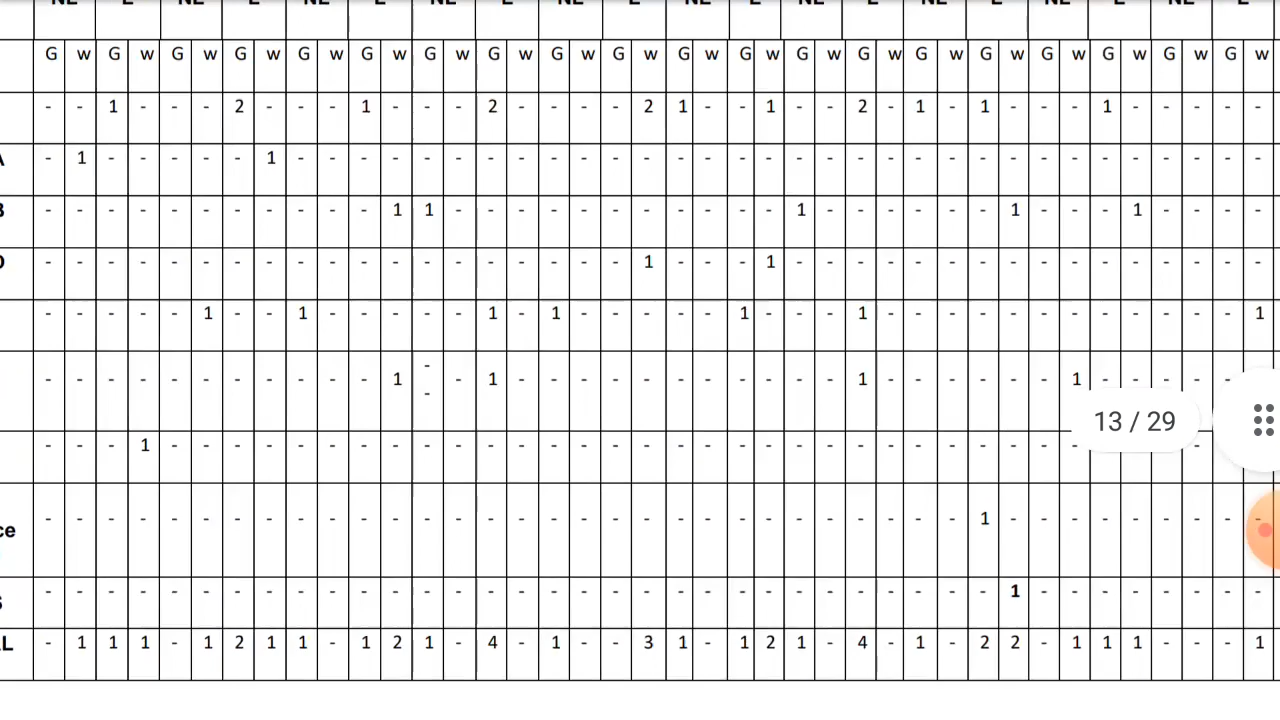 G w G w G w G w G w G w G w G w G w G w G w G w G w G w G w G w G w G w G w G w
- - 1 - - - 2 - - - 1 - - - 2 - - - - 2 1 - - 1 - - 2 - 1 - 1 - - - 1 - - - - -
A - 1 - - - - - 1 - - - - - - - - - - - - - - - - - - - - - - - - - - - - - - - -
B - - - - - - - - - - - 1 1 - - - - - - - - - - - 1 - - - - - - 1 - - - 1 - - - -
D - - - - - - - - - - - - - - - - - - - 1 - - - 1 - - - - - - - - - - - - - - - -
- - - - - 1 - - 1 - - - - - 1 - 1 - - - - - 1 - - - 1 - - - - - - - - - - - - 1
- - - - - - - - - - - 1 - - - 1 - - - - - - - - - - - 1 - - - - - - 1 - - - - -
- - - 1 - - - - - - - - - - - - - - - - - - - - - - - - - - - - - - - - - - -
13 / 29
ce - - - - - - - - - - - - - - - - - - - - - - - - - - - - - - 1 - - - - - - - - -
S - - - - - - - - - - - - - - - - - - - - - - - - - - - - - - - 1 - - - - - - - -
AL - 1 1 1 - 1 2 1 1 - 1 2 1 - 4 - 1 - - 3 1 - 1 2 1 - 4 - 1 - 2 2 - 1 1 1 - - - 1